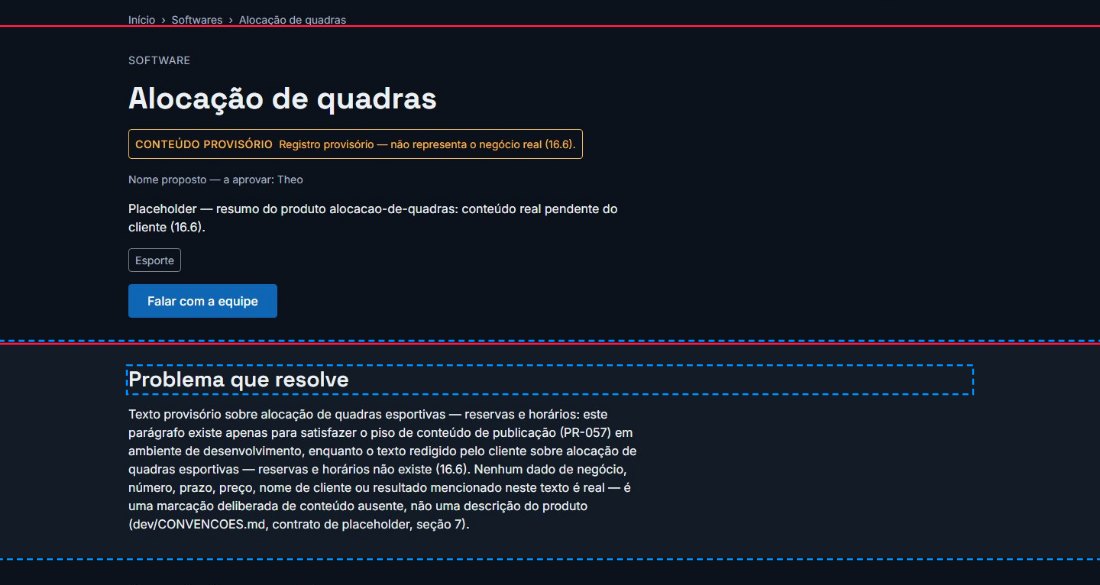 Início › Softwares › Alocação de quadras
SOFTWARE
Alocação de quadras
CONTEÚDO PROVISÓRIO Registro provisório — não representa o negócio real (16.6).
Nome proposto — a aprovar: Theo
Placeholder — resumo do produto alocacao-de-quadras: conteúdo real pendente do
cliente (16.6).
Esporte
Falar com a equipe
Problema que resolve
Texto provisório sobre alocação de quadras esportivas — reservas e horários: este
parágrafo existe apenas para satisfazer o piso de conteúdo de publicação (PR-057) em
ambiente de desenvolvimento, enquanto o texto redigido pelo cliente sobre alocação de
quadras esportivas — reservas e horários não existe (16.6). Nenhum dado de negócio,
número, prazo, preço, nome de cliente ou resultado mencionado neste texto é real — é
uma marcação deliberada de conteúdo ausente, não uma descrição do produto
(dev/CONVENCOES.md, contrato de placeholder, seção 7).